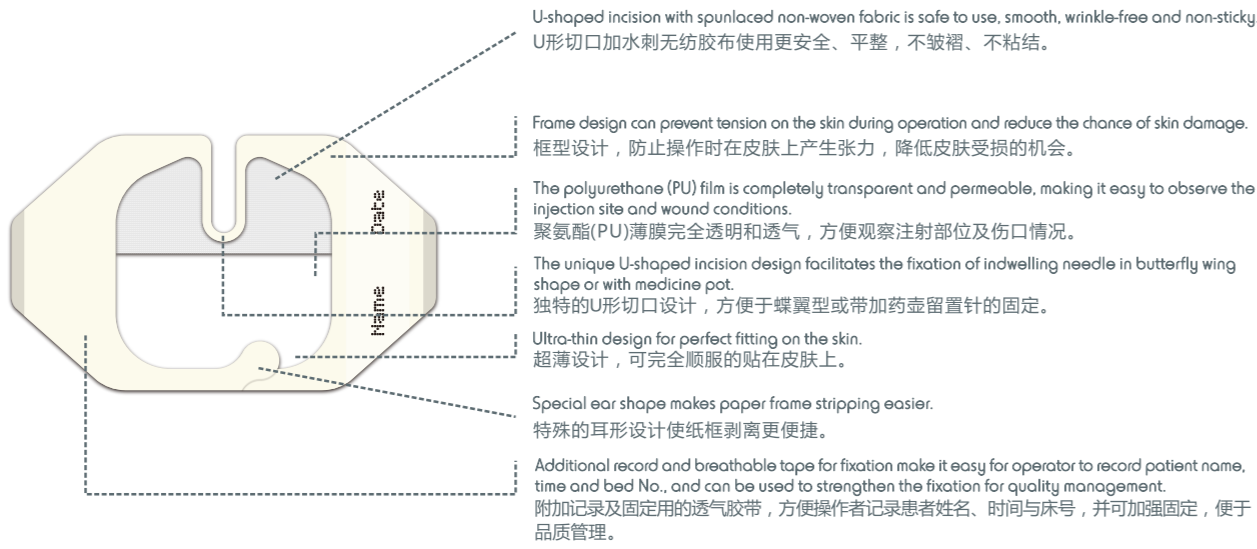 U-shaped incision with spunlaced non-woven fabric is safe to use, smooth, wrinkle-free and non-sticky.
U形切口加水刺无纺胶布使用更安全、平整，不皱褶、不粘结。
Frame design can prevent tension on the skin during operation and reduce the chance of skin damage.
框型设计，防止操作时在皮肤上产生张力，降低皮肤受损的机会。
The polyurethane (PU) film is completely transparent and permeable, making it easy to observe the
injection site and wound conditions.
聚氨酯(PU)薄膜完全透明和透气，方便观察注射部位及伤口情况。
The unique U-shaped incision design facilitates the fixation of indwelling needle in butterfly wing
shape or with medicine pot.
独特的U形切口设计，方便于蝶翼型或带加药壶留置针的固定。
Ultra-thin design for perfect fitting on the skin.
超薄设计，可完全顺服的贴在皮肤上。
Special ear shape makes paper frame stripping easier.
特殊的耳形设计使纸框剥离更便捷。
Additional record and breathable tape for fixation make it easy for operator to record patient name,
time and bed No., and can be used to strengthen the fixation for quality management.
附加记录及固定用的透气胶带，方便操作者记录患者姓名、时间与床号，并可加强固定，便于
品质管理。
Date
Name